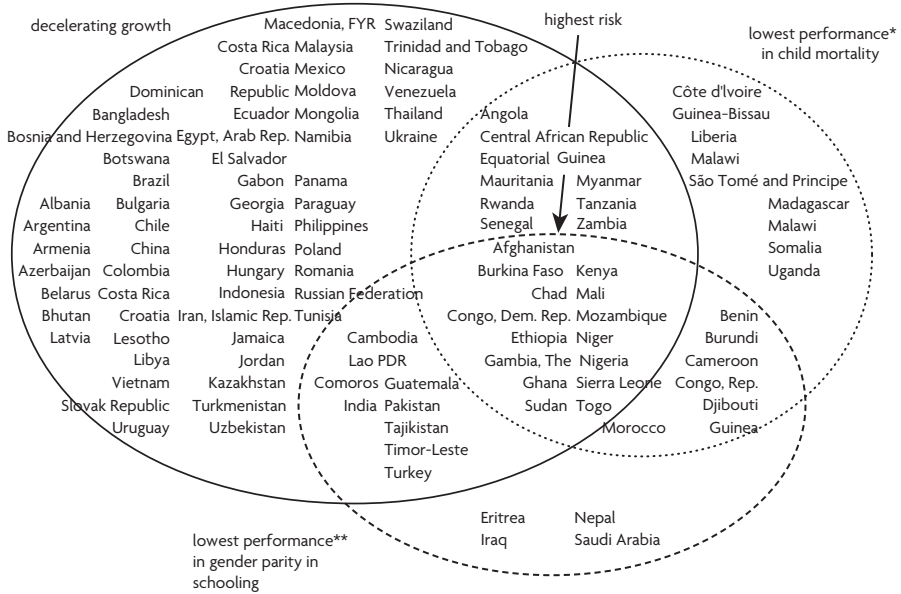 decelerating growth
Macedonia, FYR Swaziland
highest risk
lowest performance*
in child mortality
Costa Rica Malaysia Trinidad and Tobago
Croatia Mexico Nicaragua
Dominican Republic Moldova Venezuela
Côte d'Ivoire
Bangladesh Ecuador Mongolia Thailand Angola Guinea-Bissau
Bosnia and Herzegovina Egypt, Arab Rep. Namibia Ukraine Central African Republic Liberia
Botswana El Salvador Equatorial Guinea Malawi
Brazil Gabon Panama Mauritania Myanmar São Tomé and Principe
Albania Bulgaria Georgia Paraguay Rwanda Tanzania Madagascar
Argentina Chile Haiti Philippines Senegal Zambia Malawi
Armenia China Honduras Poland Afghanistan Somalia
Azerbaijan Colombia Hungary Romania Burkina Faso Kenya Uganda
Belarus Costa Rica Indonesia Russian Federation Chad Mali
Bhutan Croatia Iran, Islamic Rep. Tunisia Congo, Dem. Rep. Mozambique Benin
Latvia Lesotho Jamaica Cambodia Ethiopia Niger Burundi
Libya Jordan Lao PDR Gambia, The Nigeria Cameroon
Vietnam Kazakhstan Comoros Guatemala Ghana Sierra Leone Congo, Rep.
Slovak Republic Turkmenistan India Pakistan Sudan Togo Djibouti
Uruguay Uzbekistan Tajikistan Morocco Guinea
Timor-Leste
Turkey
Eritrea Nepal
Iraq Saudi Arabia
lowest performance**
in gender parity in
schooling